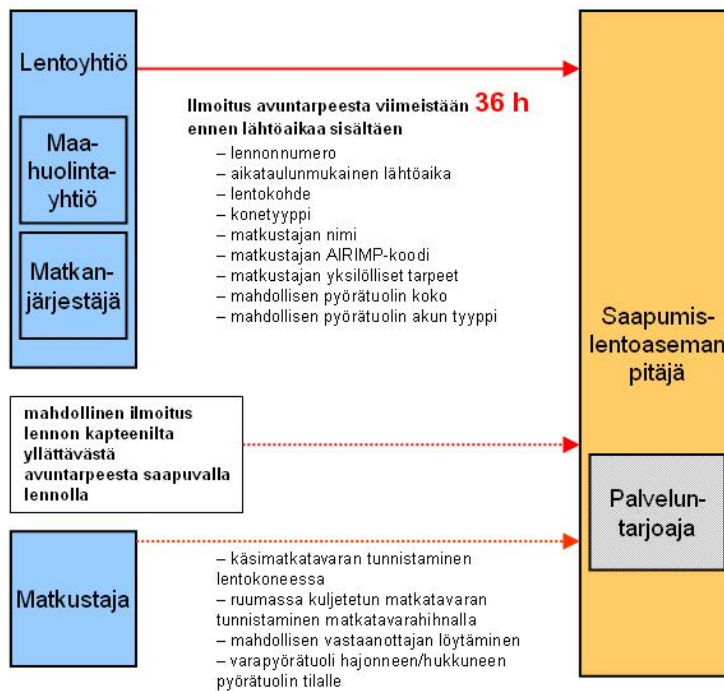 Lentoyhtiö
Maa-
huolinta-
yhtiö
Matkan-
järjestäjä
Ilmoitus avuntarpeesta viimeistään 36 h
ennen lähtöaikaa sisältäen
– lennonnumero
– aikataulunmukainen lähtöaika
– lentokohde
– konetyyppi
– matkustajan nimi
– matkustajan AIRIMP-koodi
– matkustajan yksilölliset tarpeet
– mahdollisen pyörätuolin koko
– mahdollisen pyörätuolin akun tyyppi
mahdollinen ilmoitus
lennon kapteenilta
yllättävästä
avuntarpeesta saapuvalla
lennolla
Matkustaja
– käsimatkatavaran tunnistaminen
lentokoneessa
– ruumassa kuljetetun matkatavaran
tunnistaminen matkatavarahihnalla
– mahdollisen vastaanottajan löytäminen
– varapyörätuoli hajonneen/hukkuneen
pyörätuolin tilalle
Saapumis-
lentoaseman
pitäjä
Palvelun-
tarjoaja